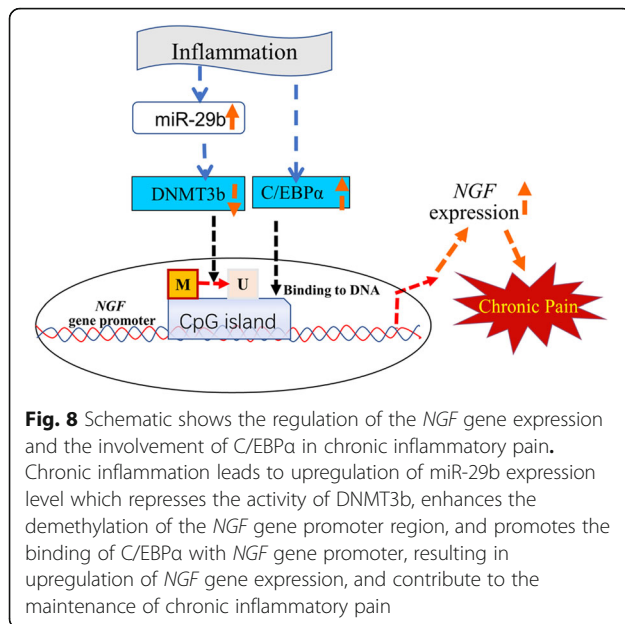 Inflammation
miR-29b
DNMT3b
C/EBPα
NGF
expression
M
U
Binding to DNA
NGF
gene promoter
CpG island
Chronic Pain
Fig. 8 Schematic shows the regulation of the NGF gene expression
and the involvement of C/EBPα in chronic inflammatory pain.
Chronic inflammation leads to upregulation of miR-29b expression
level which represses the activity of DNMT3b, enhances the
demethylation of the NGF gene promoter region, and promotes the
binding of C/EBPα with NGF gene promoter, resulting in
upregulation of NGF gene expression, and contribute to the
maintenance of chronic inflammatory pain